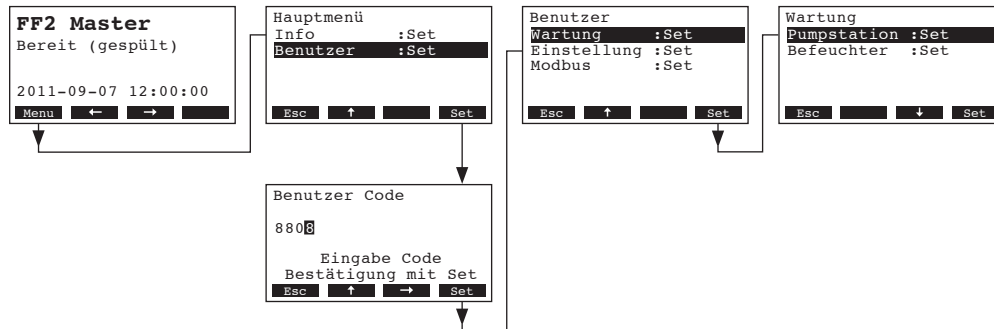 FF2 Master
Bereit (gespült)
2011-09-07 12:00:00
Menu ← →
Hauptmenü
Info :Set
Benutzer :Set
Esc ↑ Set
Benutzer Code
8808
Eingabe Code
Bestätigung mit Set
Esc ↑ → Set
Benutzer
Wartung :Set
Einstellung :Set
Modbus :Set
Esc ↑ Set
Wartung
Pumpstation :Set
Befeuchter :Set
Esc ↓ Set